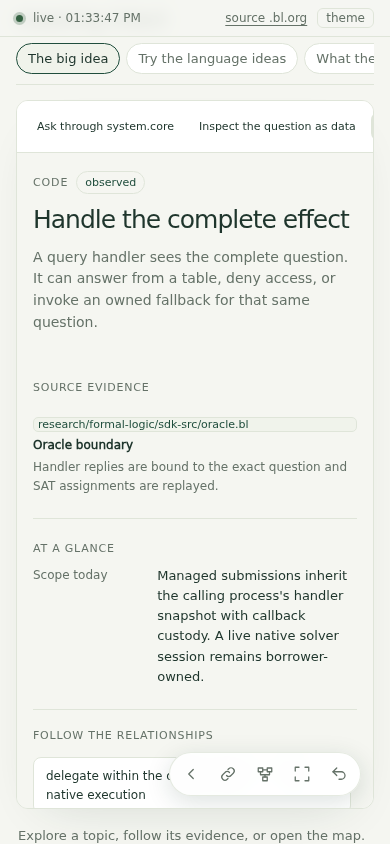 live · 01:33:47 PM
source .bl.org
theme
The big idea
Try the language ideas
What the
Ask through system.core
Inspect the question as data
CODE
observed
Handle the complete effect
A query handler sees the complete question.
It can answer from a table, deny access, or
invoke an owned fallback for that same
question.
SOURCE EVIDENCE
research/formal-logic/sdk-src/oracle.bl
Oracle boundary
Handler replies are bound to the exact question and
SAT assignments are replayed.
AT A GLANCE
Scope today
Managed submissions inherit
the calling process's handler
snapshot with callback
custody. A live native solver
session remains borrower-
owned.
FOLLOW THE RELATIONSHIPS
delegate within the
native execution
Explore a topic, follow its evidence, or open the map.